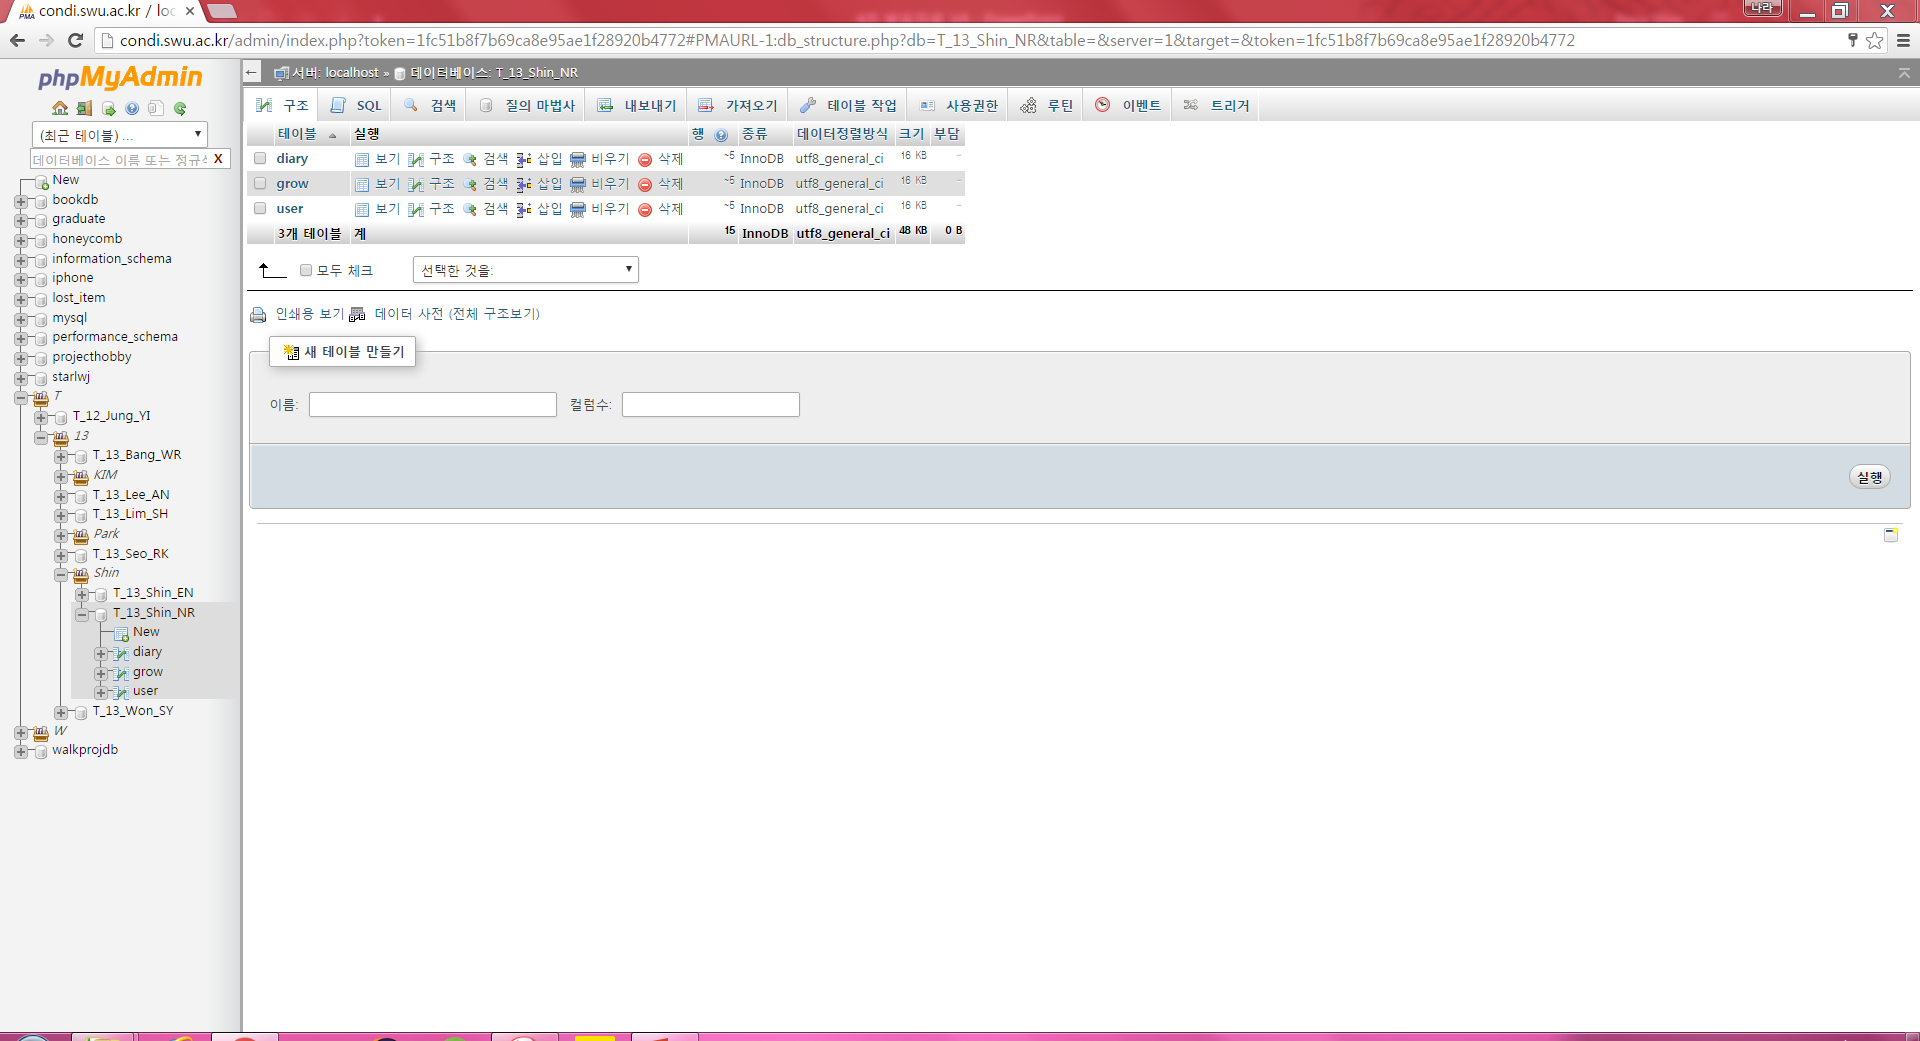 condi.swu.ac.kr / loc
나라
condi.swu.ac.kr/admin/index.php?token=1fc51b8f7b69ca8e95ae1f28920b4772#PMAURL-1:db_structure.php?db=T_13_Shin_NR&table=&server=1&target=&token=1fc51b8f7b69ca8e95ae1f28920b4772
phpMyAdmin
(최근 테이블) ...
데이터베이스 이름 또는 정규식 X
New
bookdb
graduate
honeycomb
information_schema
iphone
lost_item
mysql
performance_schema
projecthobby
starlwj
T
T_12_Jung_YI
13
T_13_Bang_WR
KIM
T_13_Lee_AN
T_13_Lim_SH
Park
T_13_Seo_RK
Shin
T_13_Shin_EN
T_13_Shin_NR
New
diary
grow
user
T_13_Won_SY
W
walkprojdb
서버: localhost » 데이터베이스: T_13_Shin_NR
구조 SQL 검색 질의 마법사 내보내기 가져오기 테이블 작업 사용권한 루틴 이벤트 트리거
테이블 실행 행 종류 데이터정렬방식 크기 부담
diary 보기 구조 검색 삽입 비우기 삭제 ~5 InnoDB utf8_general_ci 16 KB -
grow 보기 구조 검색 삽입 비우기 삭제 ~5 InnoDB utf8_general_ci 16 KB -
user 보기 구조 검색 삽입 비우기 삭제 ~5 InnoDB utf8_general_ci 16 KB -
3개 테이블 계 15 InnoDB utf8_general_ci 48 KB 0 B
모두 체크 선택한 것을:
인쇄용 보기 데이터 사전 (전체 구조보기)
새 테이블 만들기
이름: 컬럼수:
실행